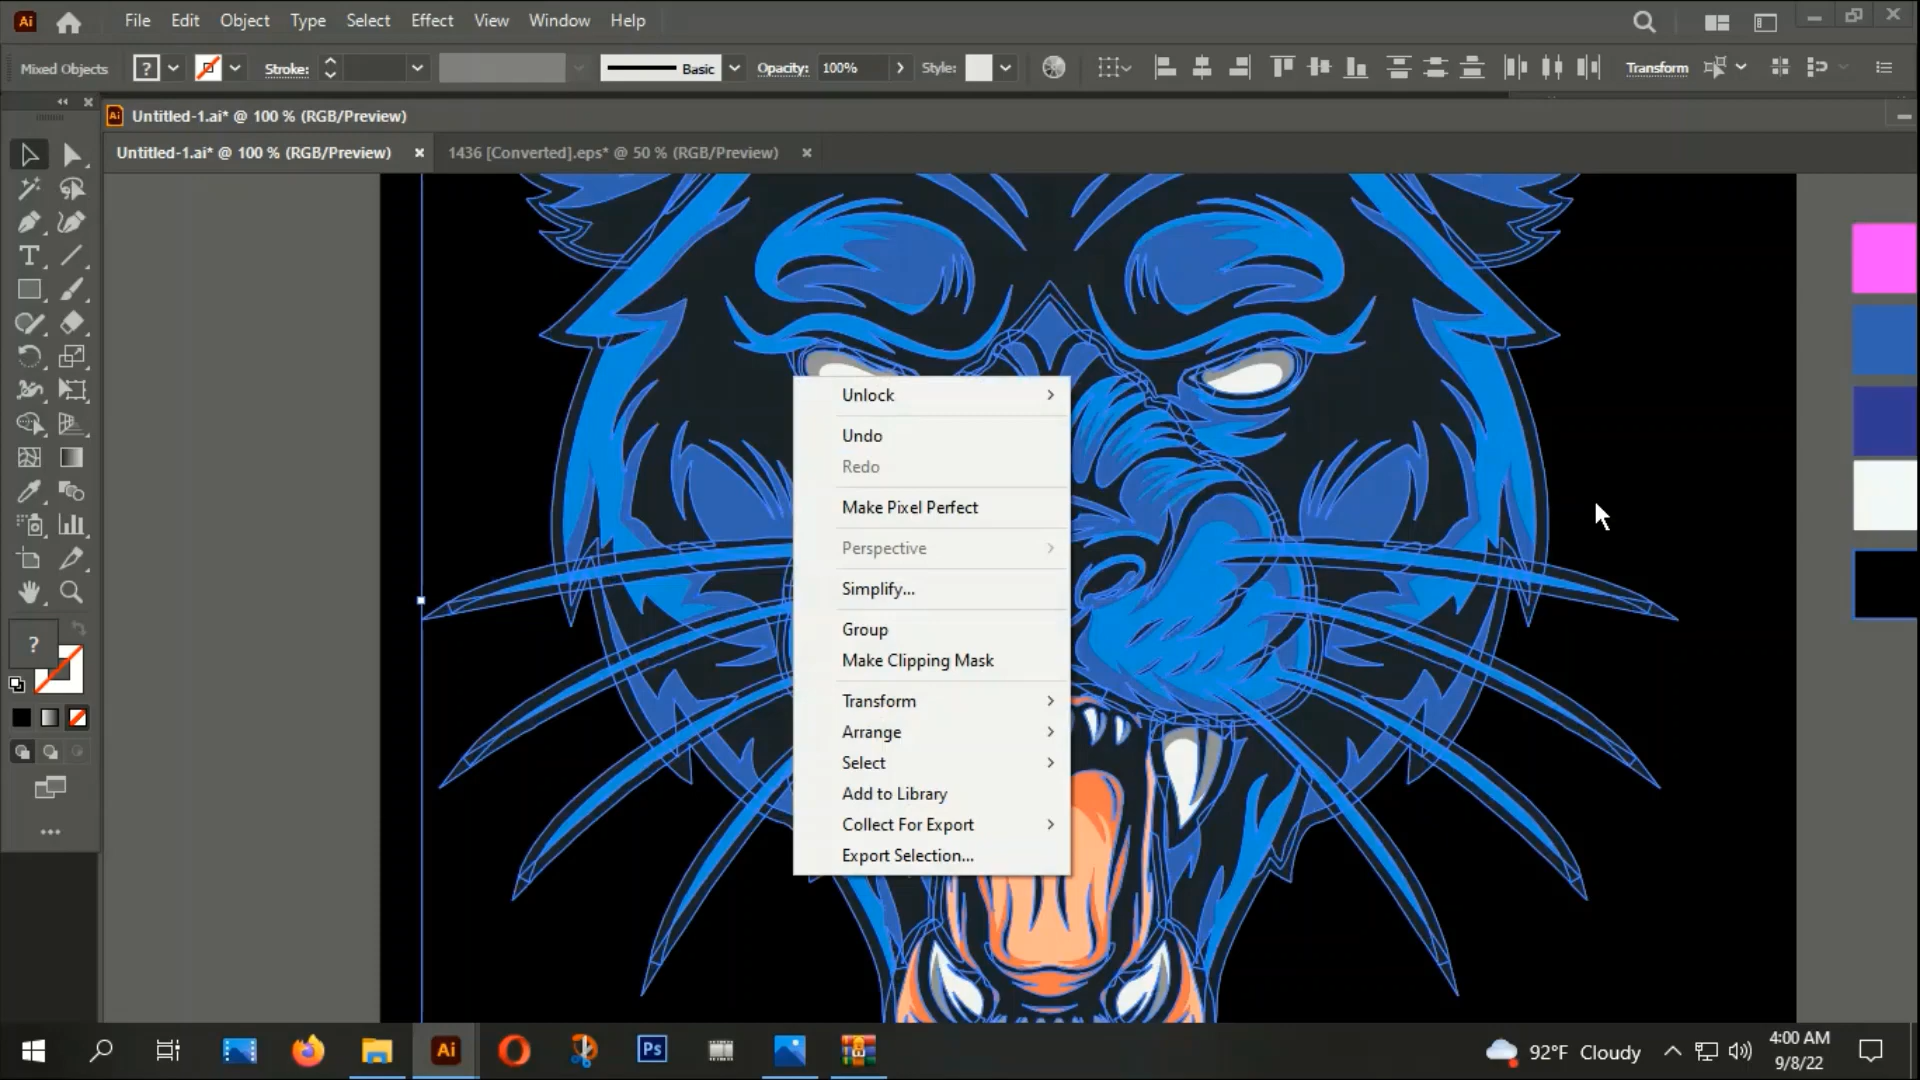 Ai
File Edit Object Type Select Effect View Window Help
Mixed Objects ? Stroke: Basic Opacity: 100% Style: Transform
Ai Untitled-1.ai* @ 100 % (RGB/Preview)
Untitled-1.ai* @ 100 % (RGB/Preview) × 1436 [Converted].eps* @ 50 % (RGB/Preview) ×
T
?
Unlock
Undo
Redo
Make Pixel Perfect
Perspective
Simplify...
Group
Make Clipping Mask
Transform
Arrange
Select
Add to Library
Collect For Export
Export Selection...
Ai Ps 92°F Cloudy 4:00 AM
9/8/22